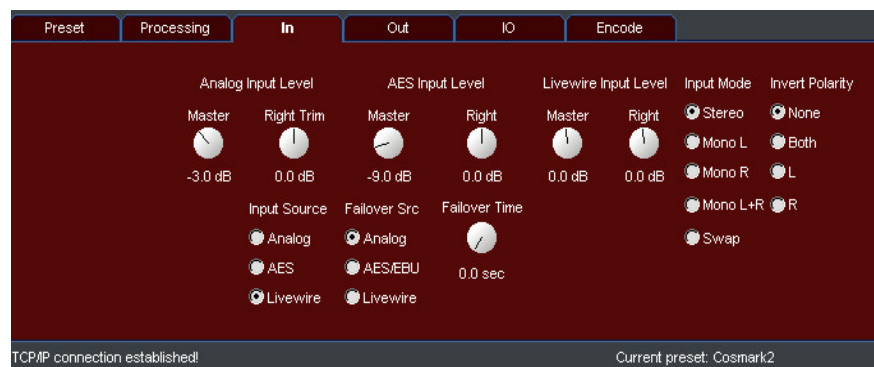 Preset Processing In Out IO Encode
Analog Input Level AES Input Level Livewire Input Level Input Mode Invert Polarity
Master Right Trim Master Right Master Right Stereo None
Mono L Both
-3.0 dB 0.0 dB -9.0 dB 0.0 dB 0.0 dB 0.0 dB Mono R L
Input Source Failover Src Failover Time Mono L+R R
Analog Analog Swap
AES AES/EBU 0.0 sec
Livewire Livewire
TCP/IP connection established! Current preset: Cosmark2